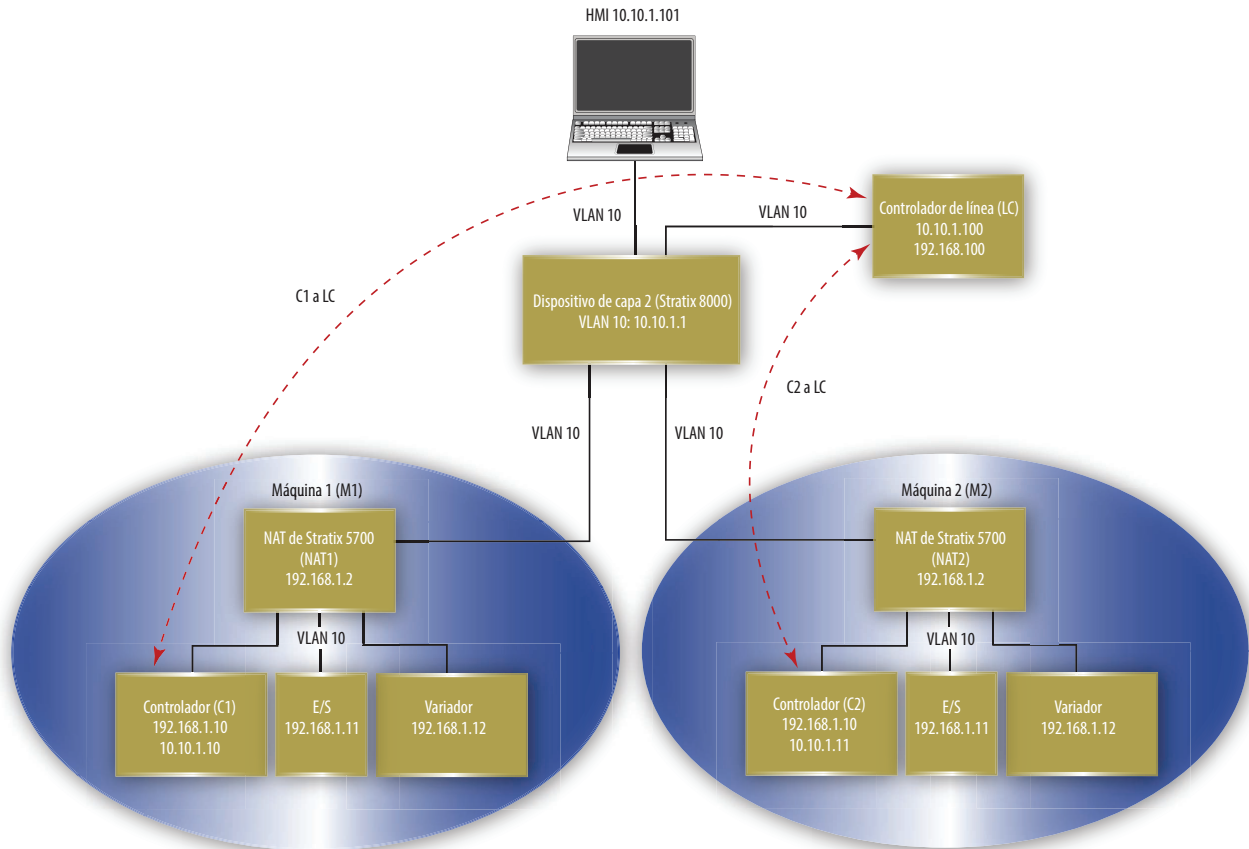 HMI 10.10.1.101
VLAN 10
VLAN 10
Controlador de línea (LC)
10.10.1.100
192.168.100
C1 a LC
Dispositivo de capa 2 (Stratix 8000)
VLAN 10: 10.10.1.1
C2 a LC
VLAN 10
VLAN 10
Máquina 1 (M1)
NAT de Stratix 5700
(NAT1)
192.168.1.2
VLAN 10
Controlador (C1)
192.168.1.10
10.10.1.10
E/S
192.168.1.11
Variador
192.168.1.12
Máquina 2 (M2)
NAT de Stratix 5700
(NAT2)
192.168.1.2
VLAN 10
Controlador (C2)
192.168.1.10
10.10.1.11
E/S
192.168.1.11
Variador
192.168.1.12